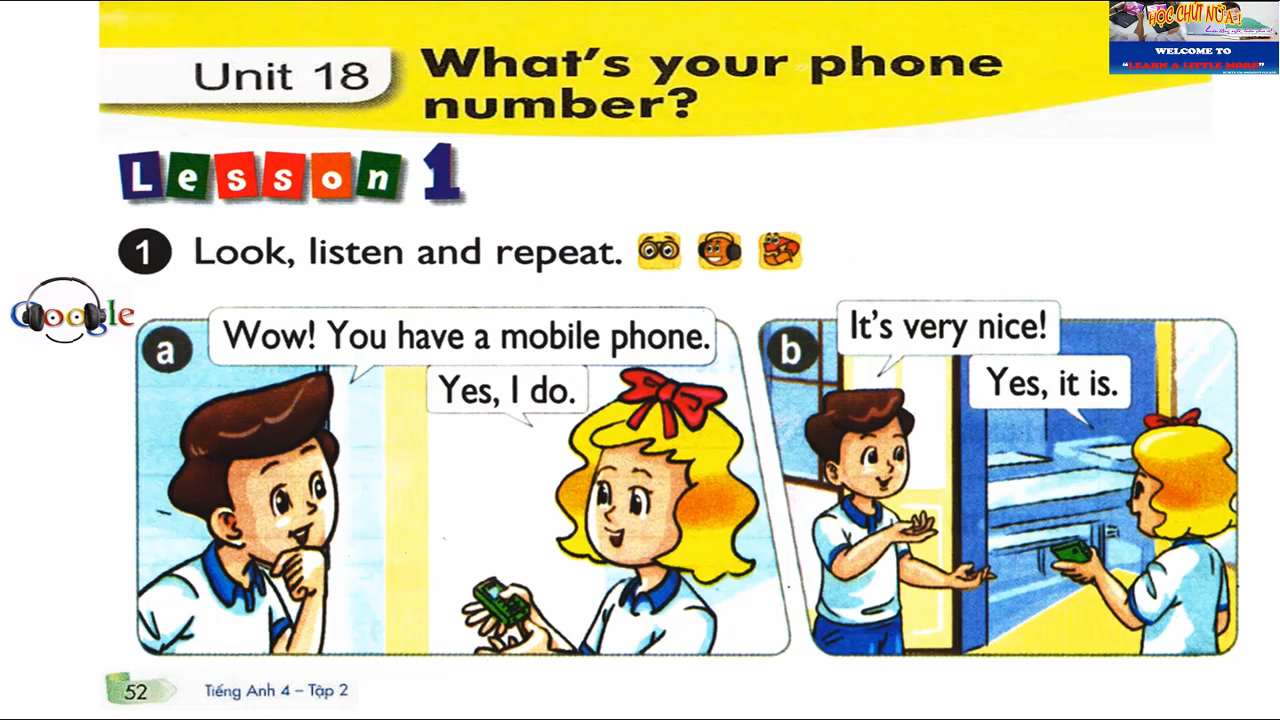 HỌC CHÚT NỮA!
WELCOME TO
"LEARN A LITTLE MORE"
Unit 18
What's your phone
number?
Lesson 1
1 Look, listen and repeat.
Google
a
Wow! You have a mobile phone.
Yes, I do.
b
It's very nice!
Yes, it is.
52
Tiếng Anh 4 – Tập 2